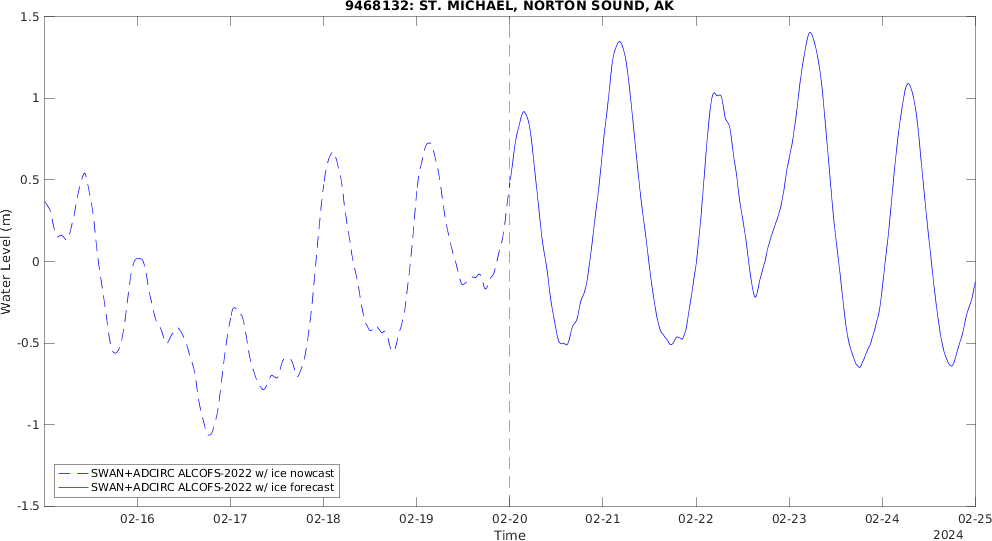 9468132: ST. MICHAEL, NORTON SOUND, AK
1.5
1
0.5
0
-0.5
-1
-1.5
Water Level (m)
SWAN+ADCIRC ALCOFS-2022 w/ ice nowcast
SWAN+ADCIRC ALCOFS-2022 w/ ice forecast
02-16 02-17 02-18 02-19 02-20 02-21 02-22 02-23 02-24 02-25
Time
2024